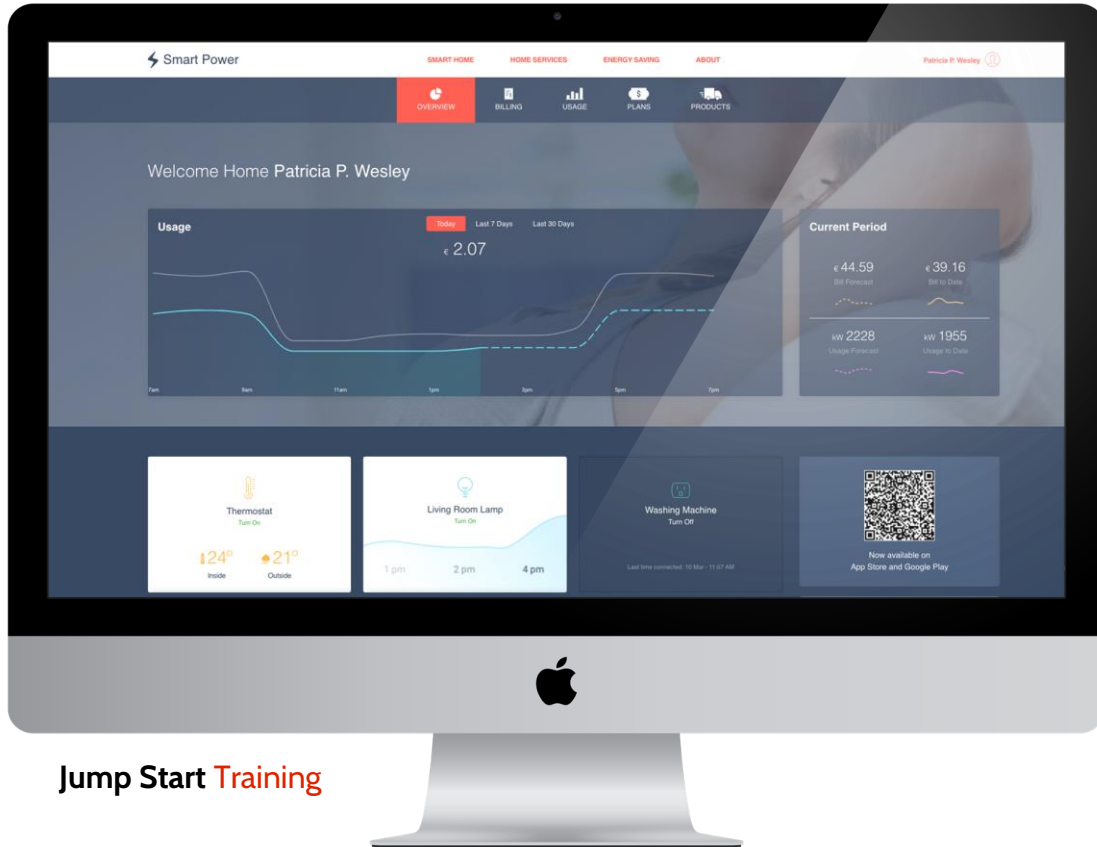 Smart Power
SMART HOME HOME SERVICES ENERGY SAVING ABOUT
Patricia P. Wesley
OVERVIEW BILLING USAGE PLANS PRODUCTS
Welcome Home Patricia P. Wesley
Usage
Today Last 7 Days Last 30 Days
€ 2.07
7am 9am 11am 1pm 3pm 5pm 7pm
Current Period
€ 44.59 € 39.16
Bill Forecast Bill to Date
kW 2228 kW 1955
Usage Forecast Usage to Date
Thermostat
Turn On
24° 21°
Inside Outside
Living Room Lamp
Turn On
1 pm 2 pm 4 pm
Washing Machine
Turn Off
Last time connected: 10 Mar - 11:07 AM
Now available on
App Store and Google Play
Jump Start Training